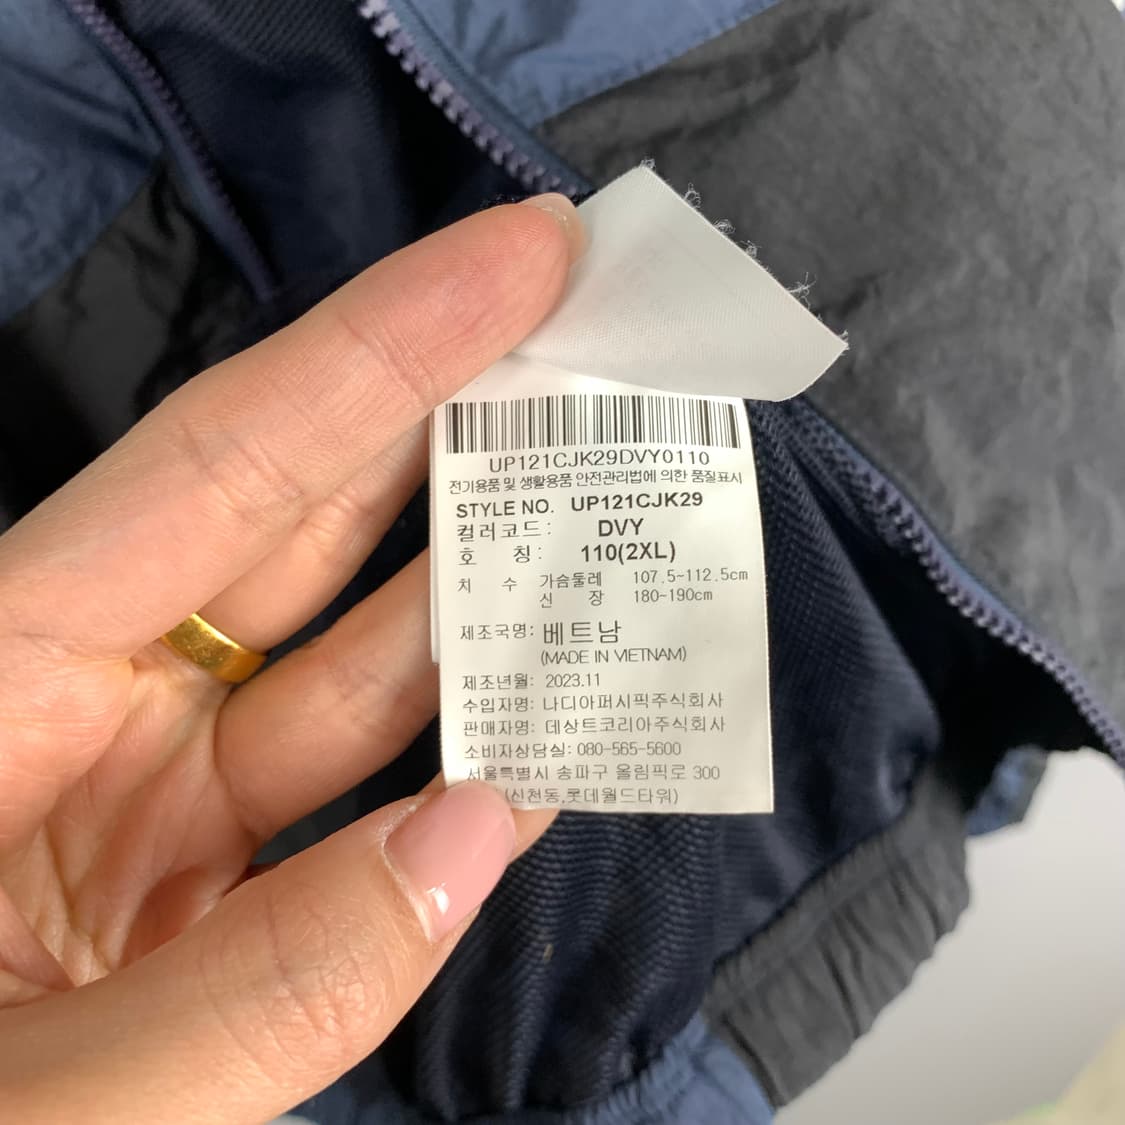 UP121CJK29DVY0110
전기용품 및 생활용품 안전관리법에 의한 품질표시
STYLE NO. UP121CJK29
컬러코드: DVY
호 칭: 110(2XL)
치 수 가슴둘레 107.5~112.5cm
신 장 180~190cm
제조국명: 베트남
(MADE IN VIETNAM)
제조년월: 2023.11
수입자명: 나디아퍼시픽주식회사
판매자명: 데상트코리아주식회사
소비자상담실: 080-565-5600
서울특별시 송파구 올림픽로 300
(신천동,롯데월드타워)